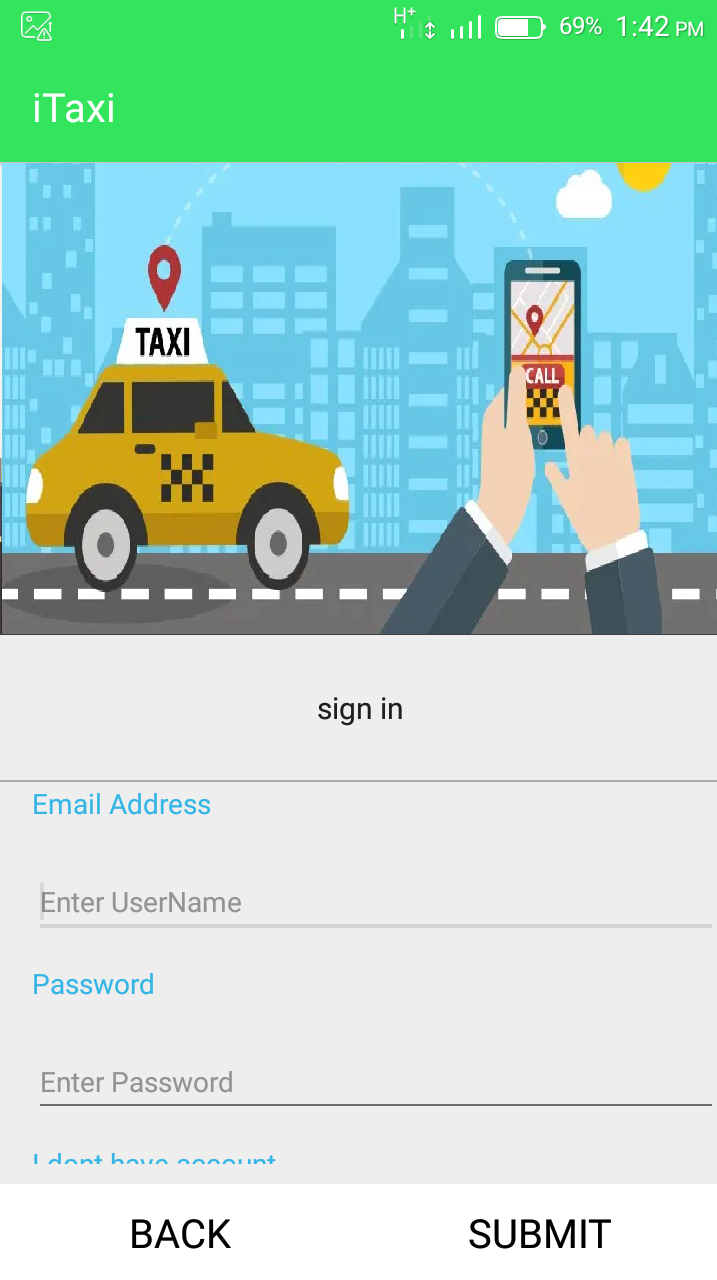 H+ 69% 1:42 PM
iTaxi
TAXI
CALL
sign in
Email Address
Enter UserName
Password
Enter Password
I dont have account
BACK SUBMIT